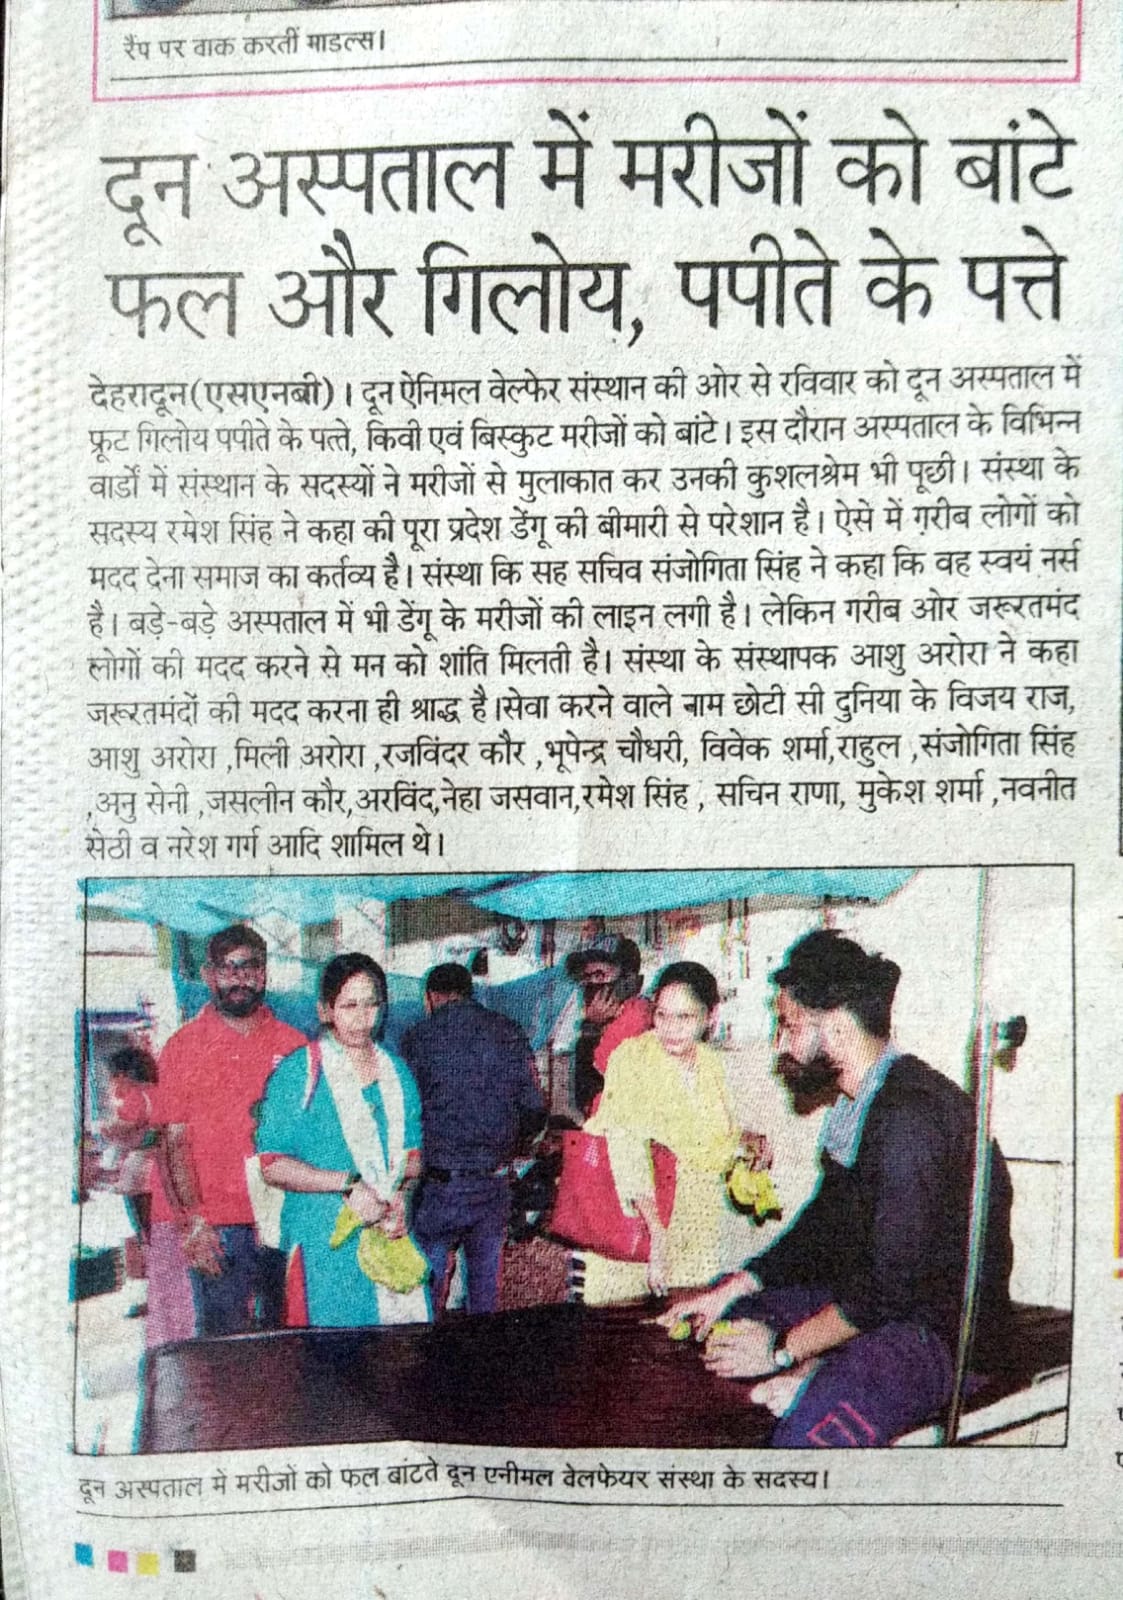 रैंप पर वाक करतीं माडल्स।
दून अस्पताल में मरीजों को बांटे
फल और गिलोय, पपीते के पत्ते
देहरादून(एसएनबी)। दून ऐनिमल वेल्फेर संस्थान की ओर से रविवार को दून अस्पताल में
फ्रूट गिलोय पपीते के पत्ते, किवी एवं बिस्कुट मरीजों को बांटे। इस दौरान अस्पताल के विभिन्न
वार्डों में संस्थान के सदस्यों ने मरीजों से मुलाकात कर उनकी कुशलश्रेम भी पूछी। संस्था के
सदस्य रमेश सिंह ने कहा की पूरा प्रदेश डेंगू की बीमारी से परेशान है। ऐसे में ग़रीब लोगों को
मदद देना समाज का कर्तव्य है। संस्था कि सह सचिव संजोगिता सिंह ने कहा कि वह स्वयं नर्स
है। बड़े-बड़े अस्पताल में भी डेंगू के मरीजों की लाइन लगी है। लेकिन गरीब ओर जरूरतमंद
लोगों की मदद करने से मन को शांति मिलती है। संस्था के संस्थापक आशु अरोरा ने कहा
जरूरतमंदों की मदद करना ही श्राद्ध है।सेवा करने वाले नाम छोटी सी दुनिया के विजय राज,
आशु अरोरा ,मिली अरोरा ,रजविंदर कौर ,भूपेन्द्र चौधरी, विवेक शर्मा,राहुल ,संजोगिता सिंह
,अनु सेनी ,जसलीन कौर,अरविंद,नेहा जसवान,रमेश सिंह , सचिन राणा, मुकेश शर्मा ,नवनीत
सेठी व नरेश गर्ग आदि शामिल थे।
दून अस्पताल में मरीजों को फल बांटते दून एनीमल वेलफेयर संस्था के सदस्य।